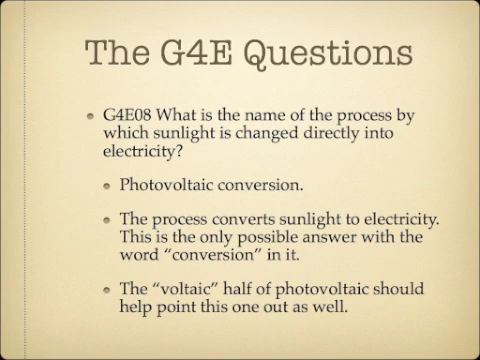 The G4E Questions
G4E08 What is the name of the process by
which sunlight is changed directly into
electricity?
Photovoltaic conversion.
The process converts sunlight to electricity.
This is the only possible answer with the
word “conversion” in it.
The “voltaic” half of photovoltaic should
help point this one out as well.